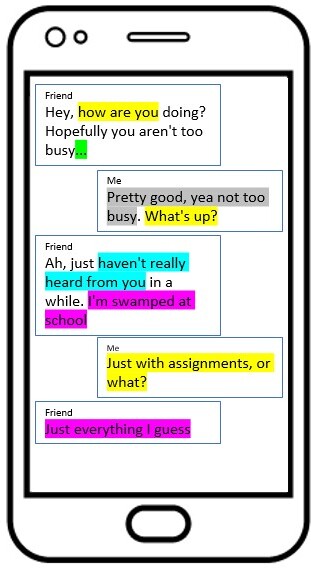 Friend
Hey, how are you doing?
Hopefully you aren't too
busy...
Me
Pretty good, yea not too
busy. What's up?
Friend
Ah, just haven't really
heard from you in a
while. I'm swamped at
school
Me
Just with assignments, or
what?
Friend
Just everything I guess